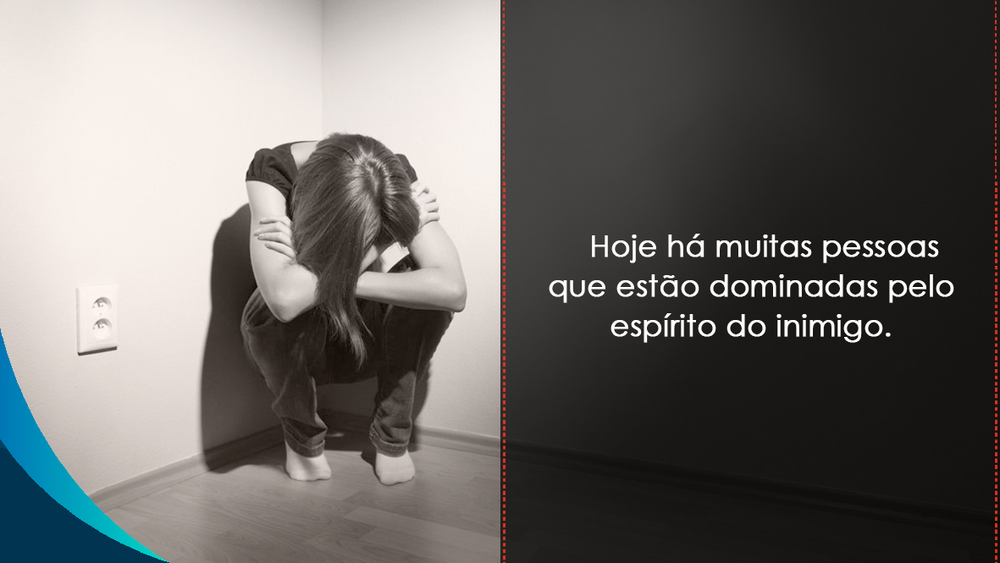 Hoje há muitas pessoas
que estão dominadas pelo
espírito do inimigo.